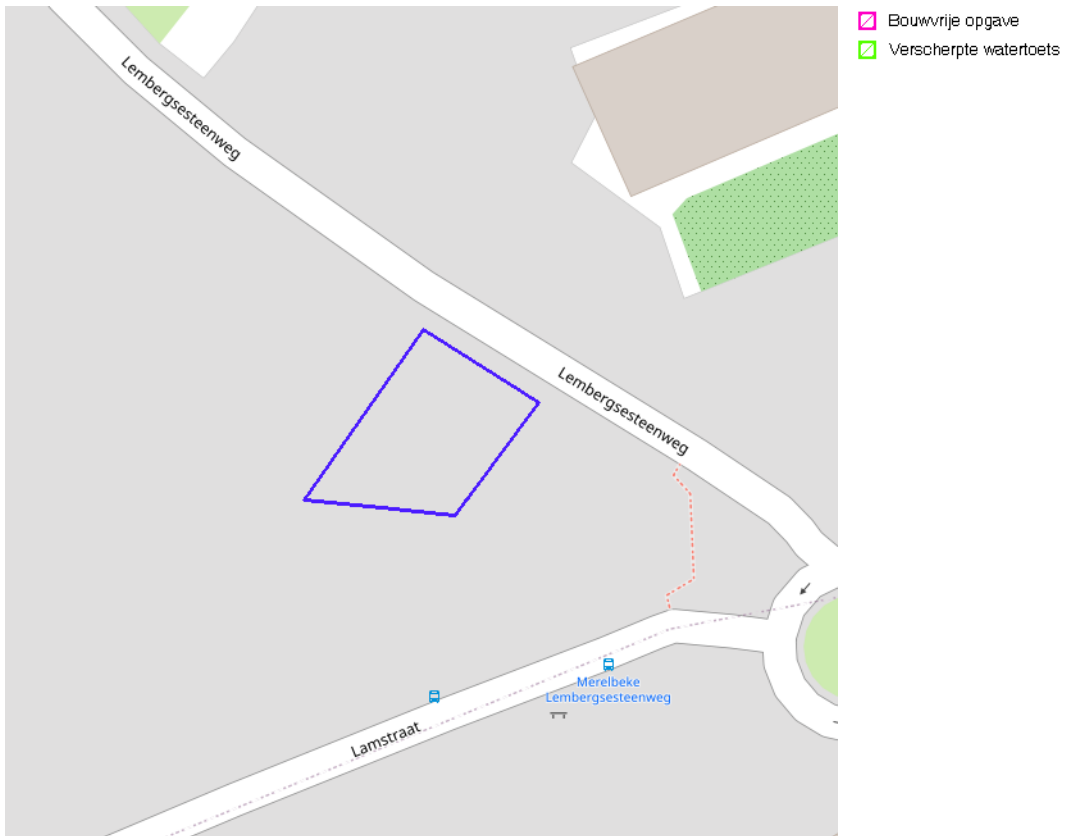 Bouwvrije opgave
Verscherpte watertoets
Lembergsesteenweg
Lembergsesteenweg
Merelbeke
Lembergsesteenweg
Lamstraat